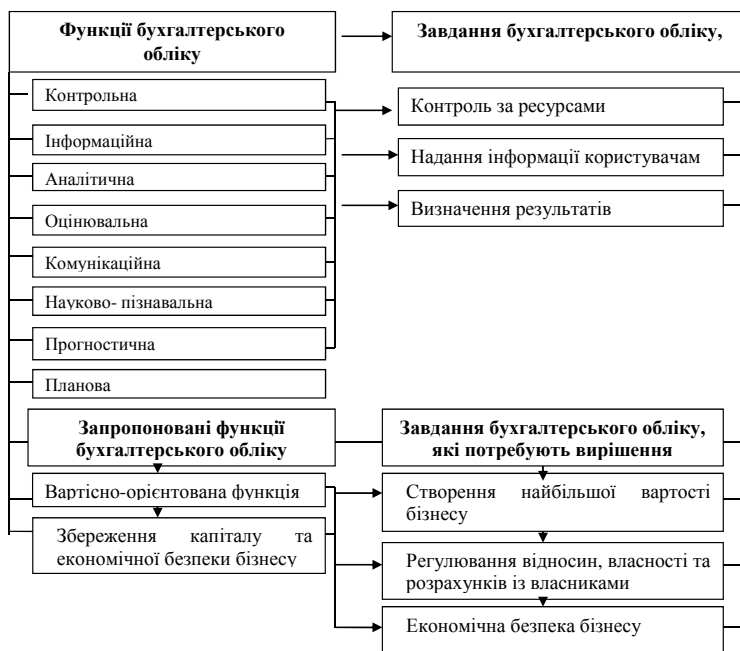 Функції бухгалтерського
обліку
Завдання бухгалтерського обліку,
Контрольна
Інформаційна
Аналітична
Оцінювальна
Комунікаційна
Науково- пізнавальна
Прогностична
Планова
Контроль за ресурсами
Надання інформації користувачам
Визначення результатів
Запропоновані функції
бухгалтерського обліку
Завдання бухгалтерського обліку,
які потребують вирішення
Вартісно-орієнтована функція
Збереження капіталу та
економічної безпеки бізнесу
Створення найбільшої вартості
бізнесу
Регулювання відносин, власності та
розрахунків із власниками
Економічна безпека бізнесу